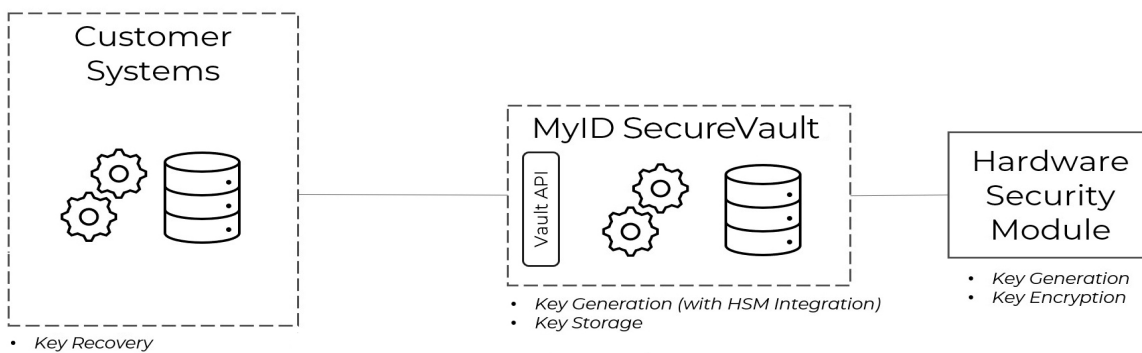 Customer
Systems
• Key Recovery
MyID SecureVault
Vault API
• Key Generation (with HSM Integration)
• Key Storage
Hardware
Security
Module
• Key Generation
• Key Encryption